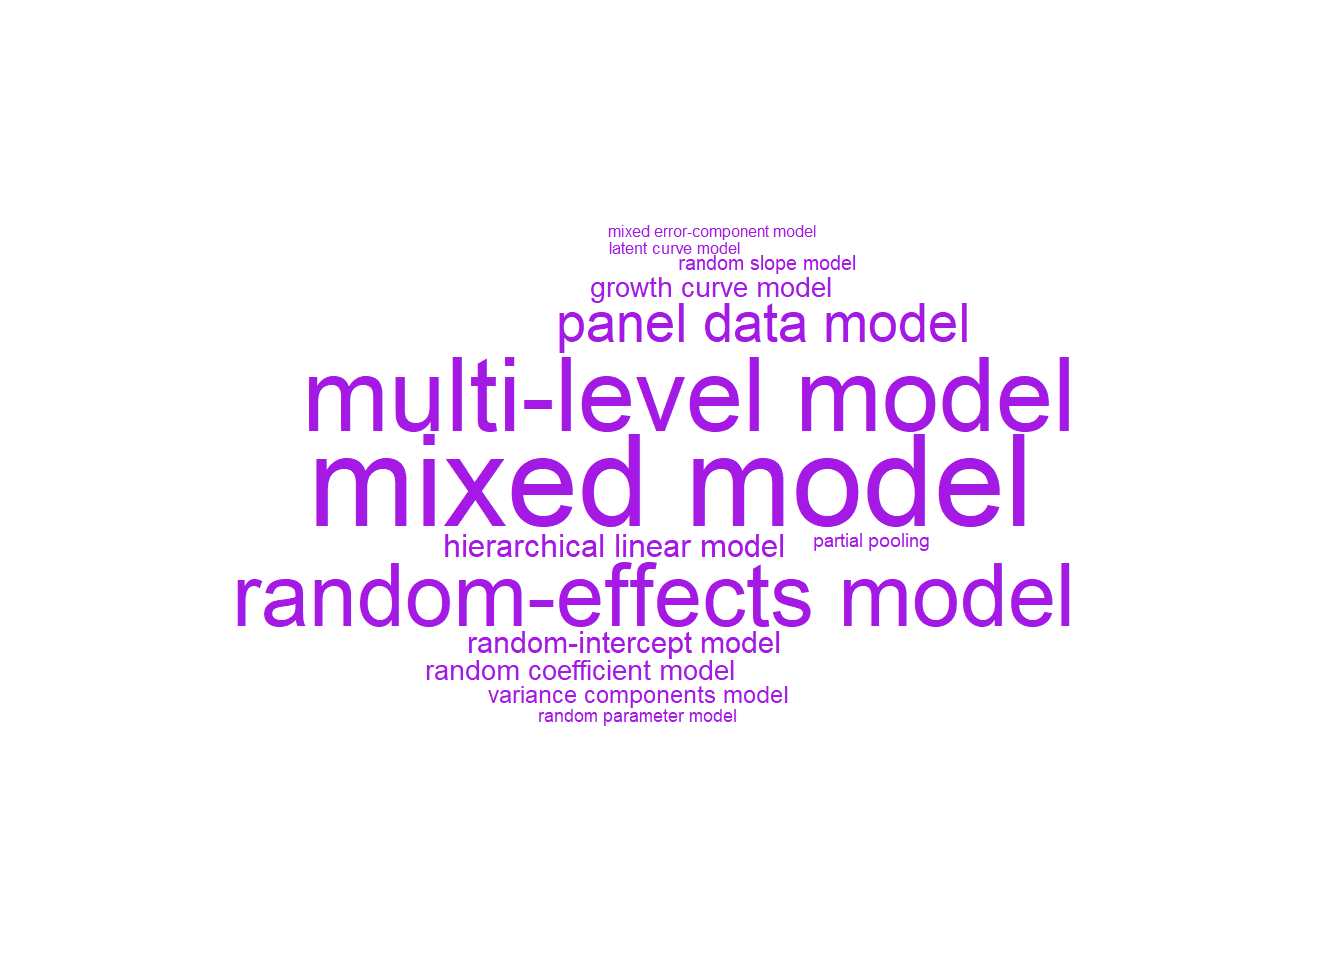 mixed error-component model
latent curve model
random slope model
growth curve model
panel data model
multi-level model
mixed model
hierarchical linear model
partial pooling
random-effects model
random-intercept model
random coefficient model
variance components model
random parameter model